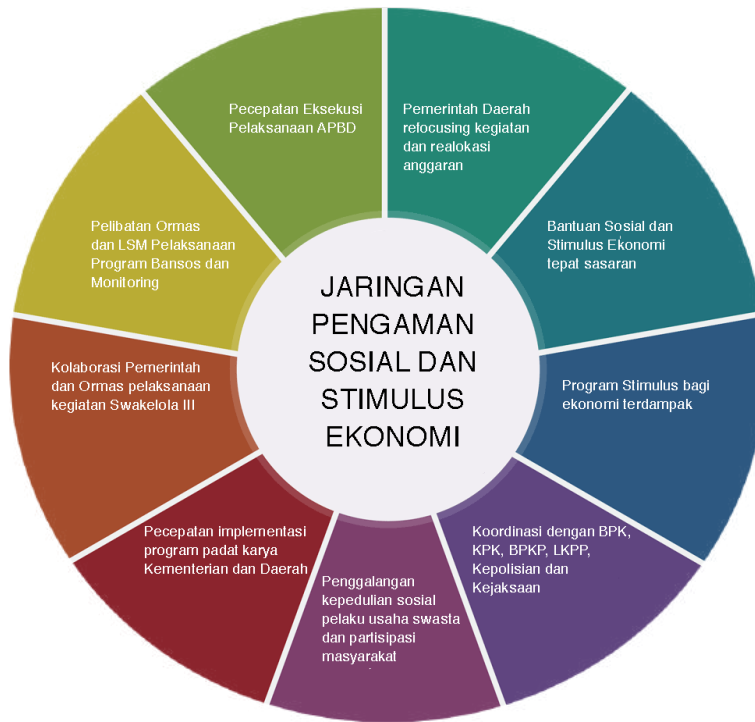 JARINGAN
PENGAMAN
SOSIAL DAN
STIMULUS
EKONOMI
Pemerintah Daerah
refocusing kegiatan
dan realokasi
anggaran
Bantuan Sosial dan
Stimulus Ekonomi
tepat sasaran
Program Stimulus bagi
ekonomi terdampak
Koordinasi dengan BPK,
KPK, BPKP, LKPP,
Kepolisian dan
Kejaksaan
Penggalangan
kepedulian sosial
pelaku usaha swasta
dan partisipasi
masyarakat
Pecepatan implementasi
program padat karya
Kementerian dan Daerah
Kolaborasi Pemerintah
dan Ormas pelaksanaan
kegiatan Swakelola III
Pelibatan Ormas
dan LSM Pelaksanaan
Program Bansos dan
Monitoring
Pecepatan Eksekusi
Pelaksanaan APBD